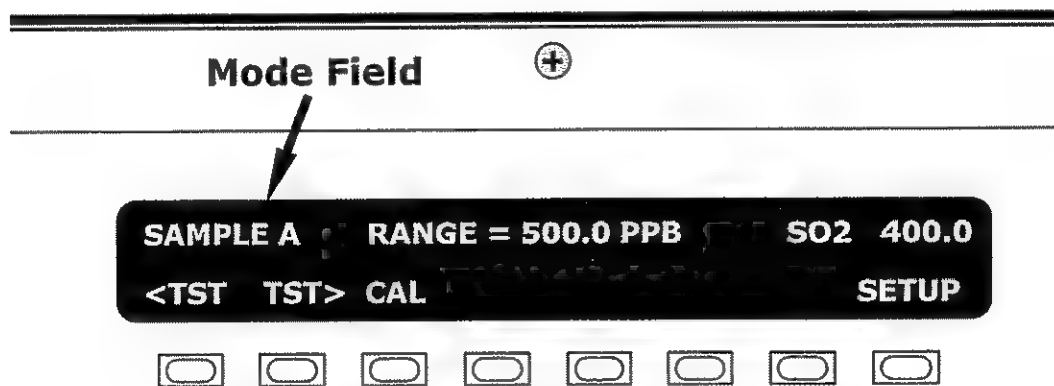 Mode Field
SAMPLE A RANGE = 500.0 PPB SO2 400.0
<TST TST> CAL SETUP